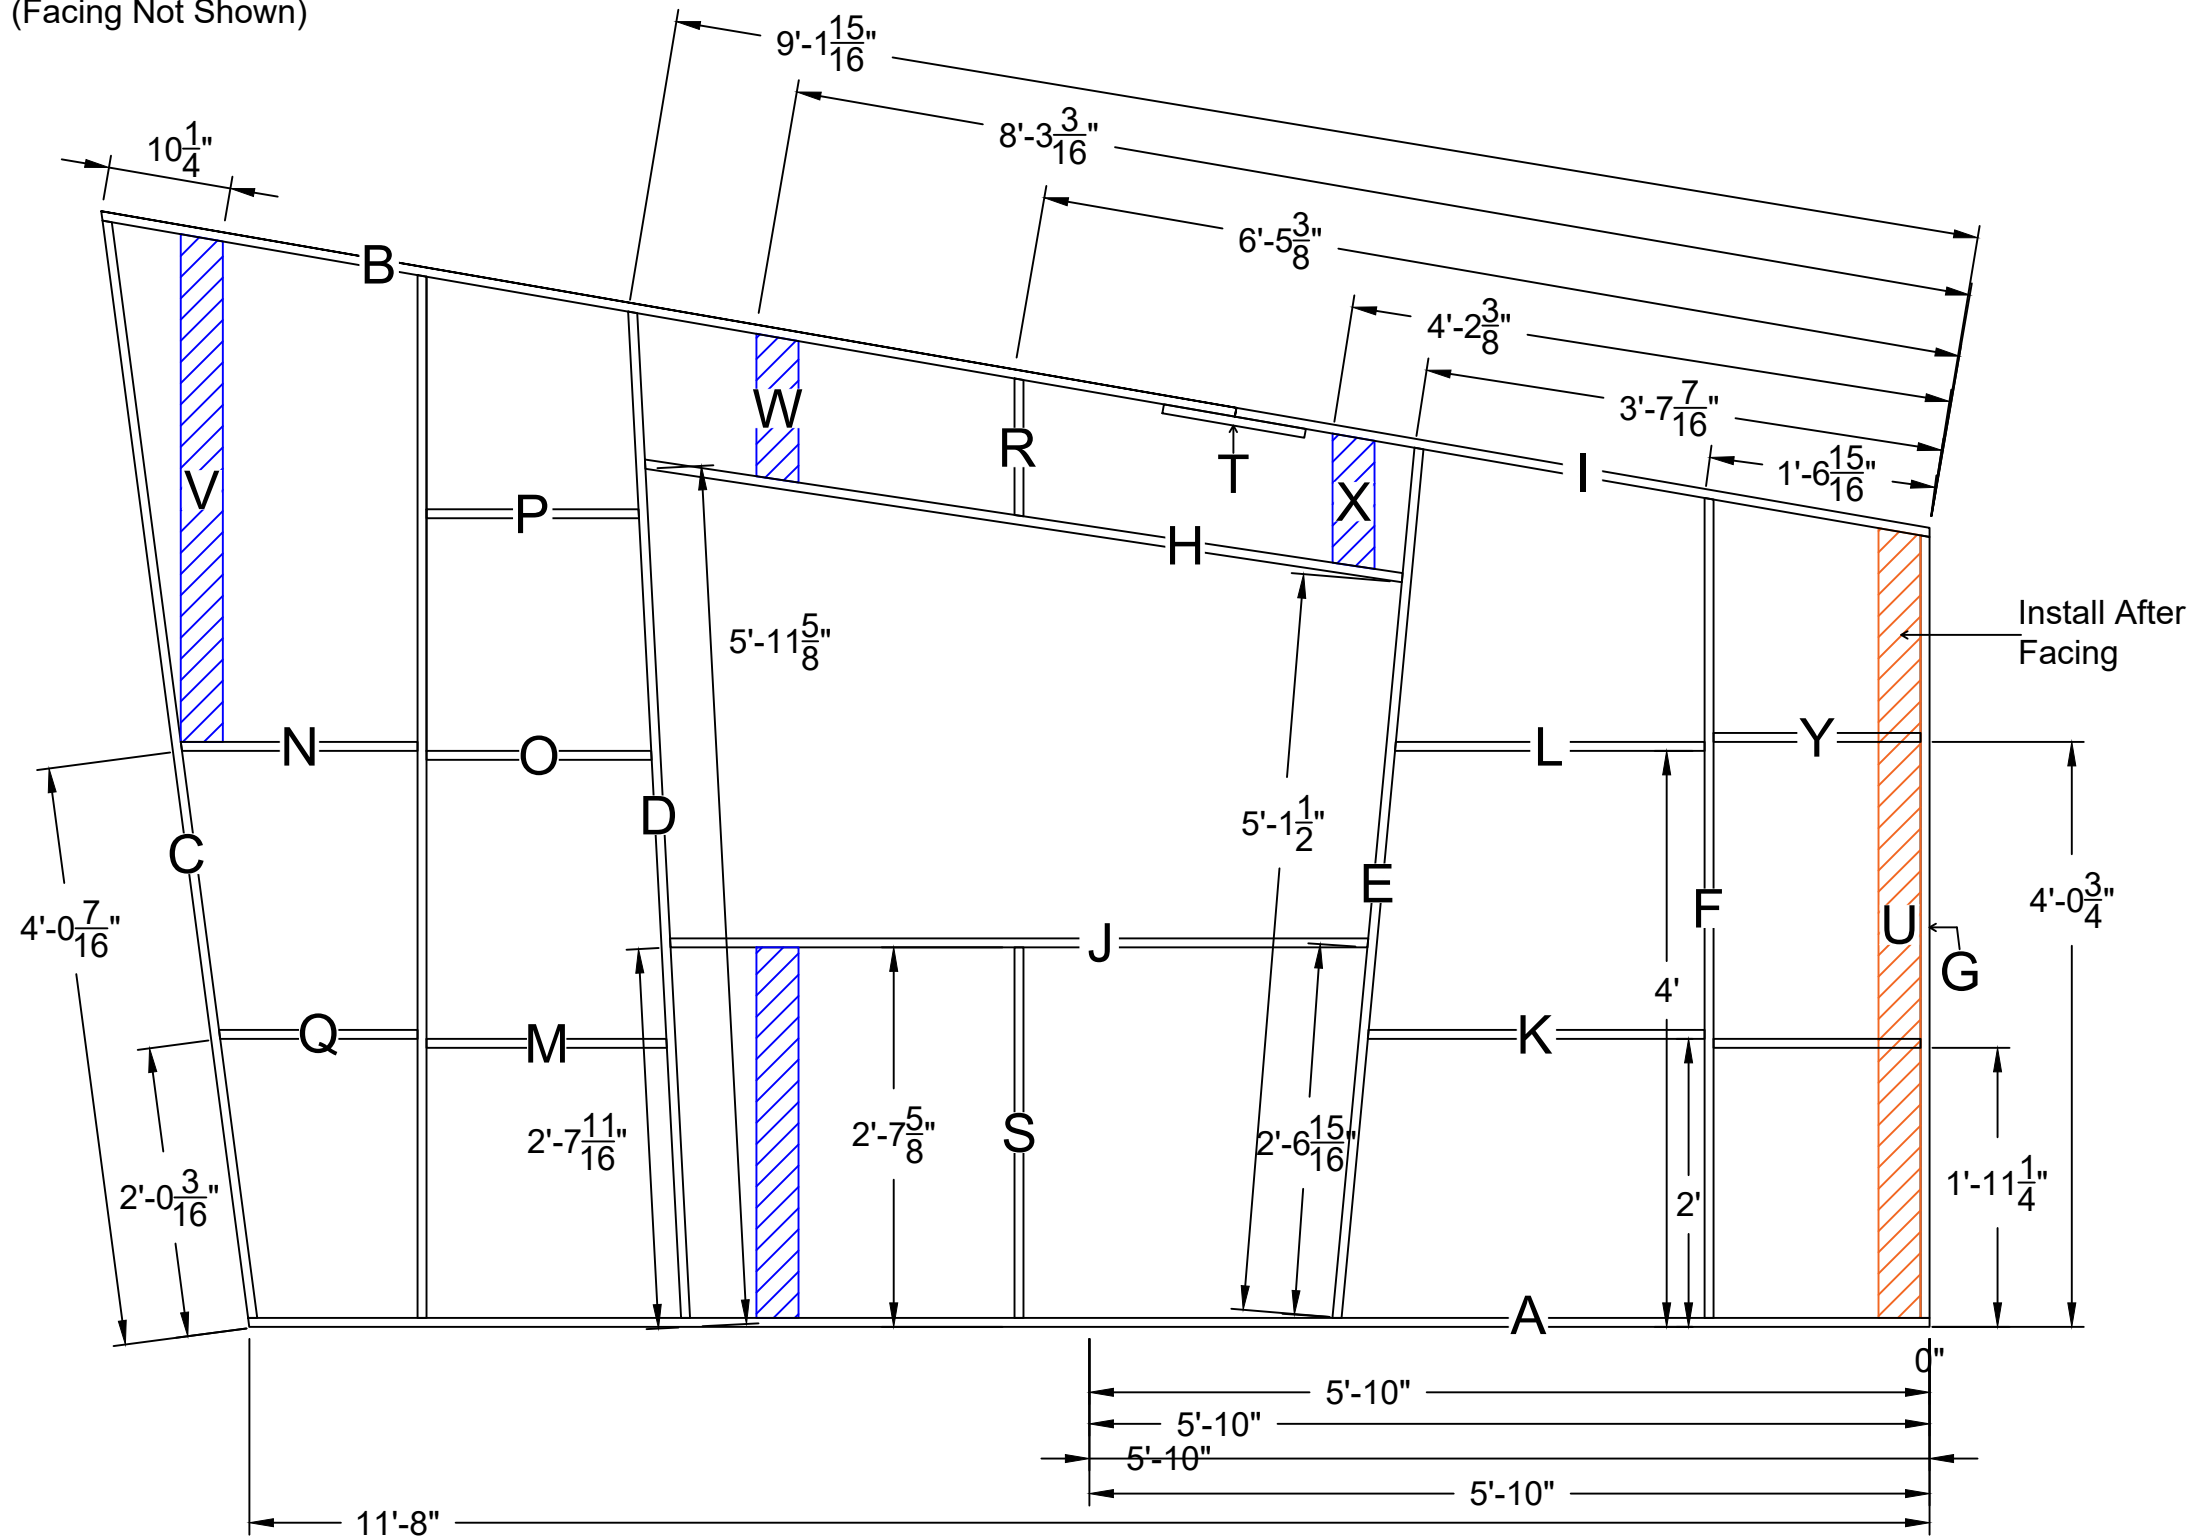 (Facing Not Shown)
9'-1 15/16"
10 1/4"
8'-3 3/16"
6'-5 3/8"
B
4'-2 3/8"
3'-7 7/16"
W
R
T
I
1'-6 15/16"
V
P
X
H
Install After
Facing
5'-11 5/8"
N
O
L
Y
D
5'-1 1/2"
C
E
F
4'-0 3/4"
4'-0 7/16"
U
J
G
4'
Q
M
K
2'-7 11/16"
2'-7 5/8"
S
2'-6 15/16"
2'-0 3/16"
2'
1'-11 1/4"
A
0"
5'-10"
5'-10"
5'-10"
5'-10"
11'-8"